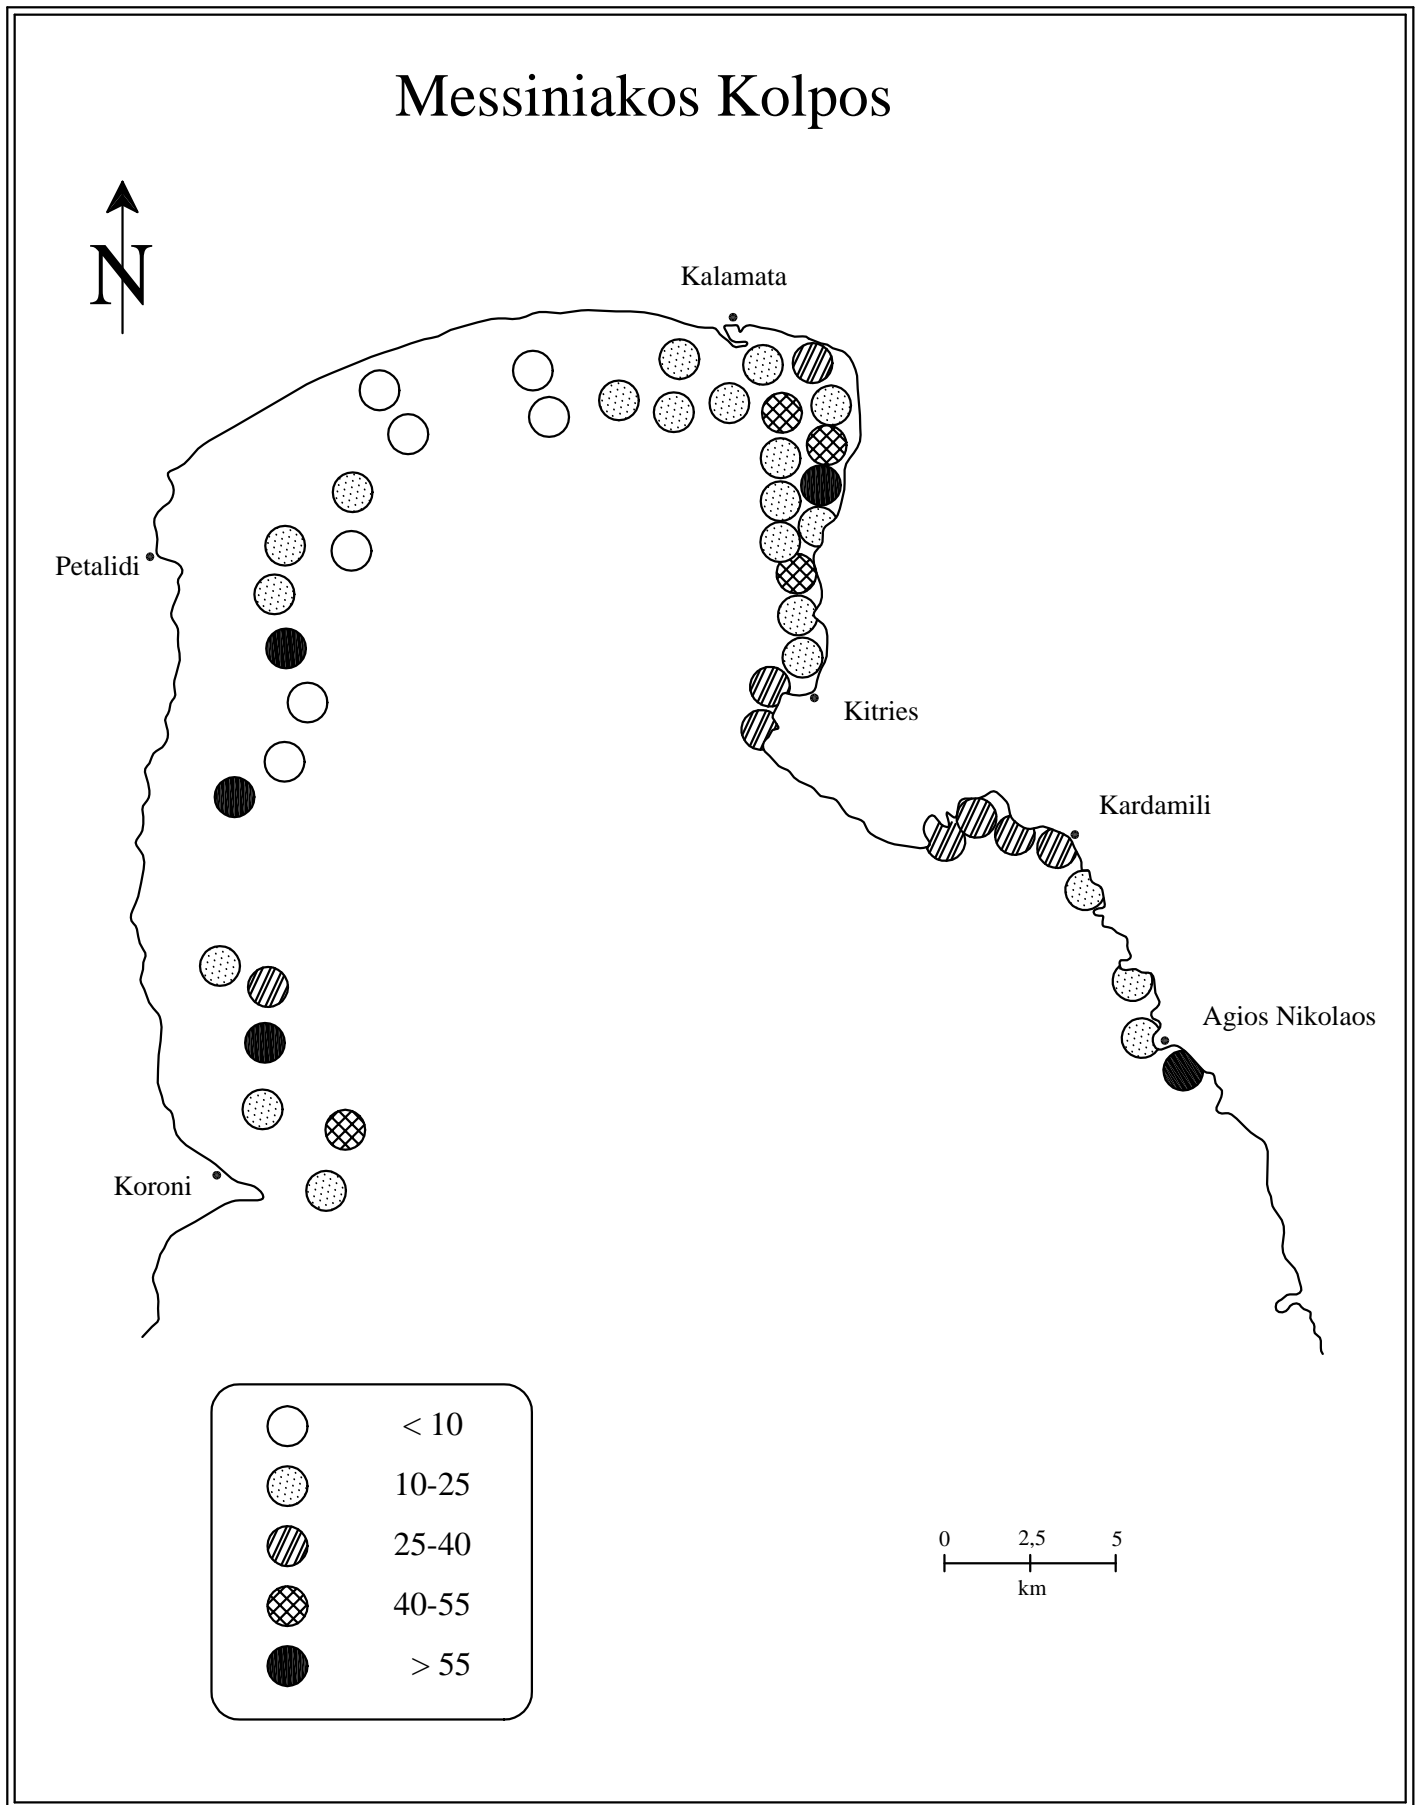 Messiniakos Kolpos
N
Kalamata
Petalidi
Kitries
Kardamili
Agios Nikolaos
Koroni
< 10
10-25
25-40
40-55
> 55
0 2,5 5
km